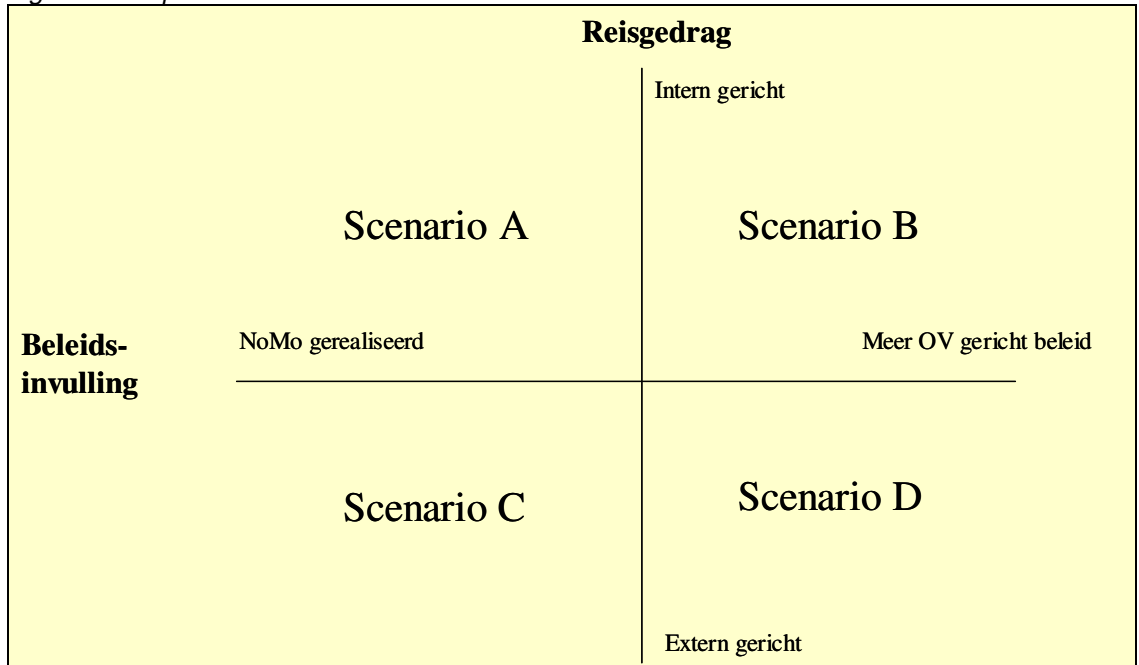 Reisgedrag
Intern gericht
Scenario A
Scenario B
NoMo gerealiseerd
Meer OV gericht beleid
Beleids-
invulling
Scenario C
Scenario D
Extern gericht